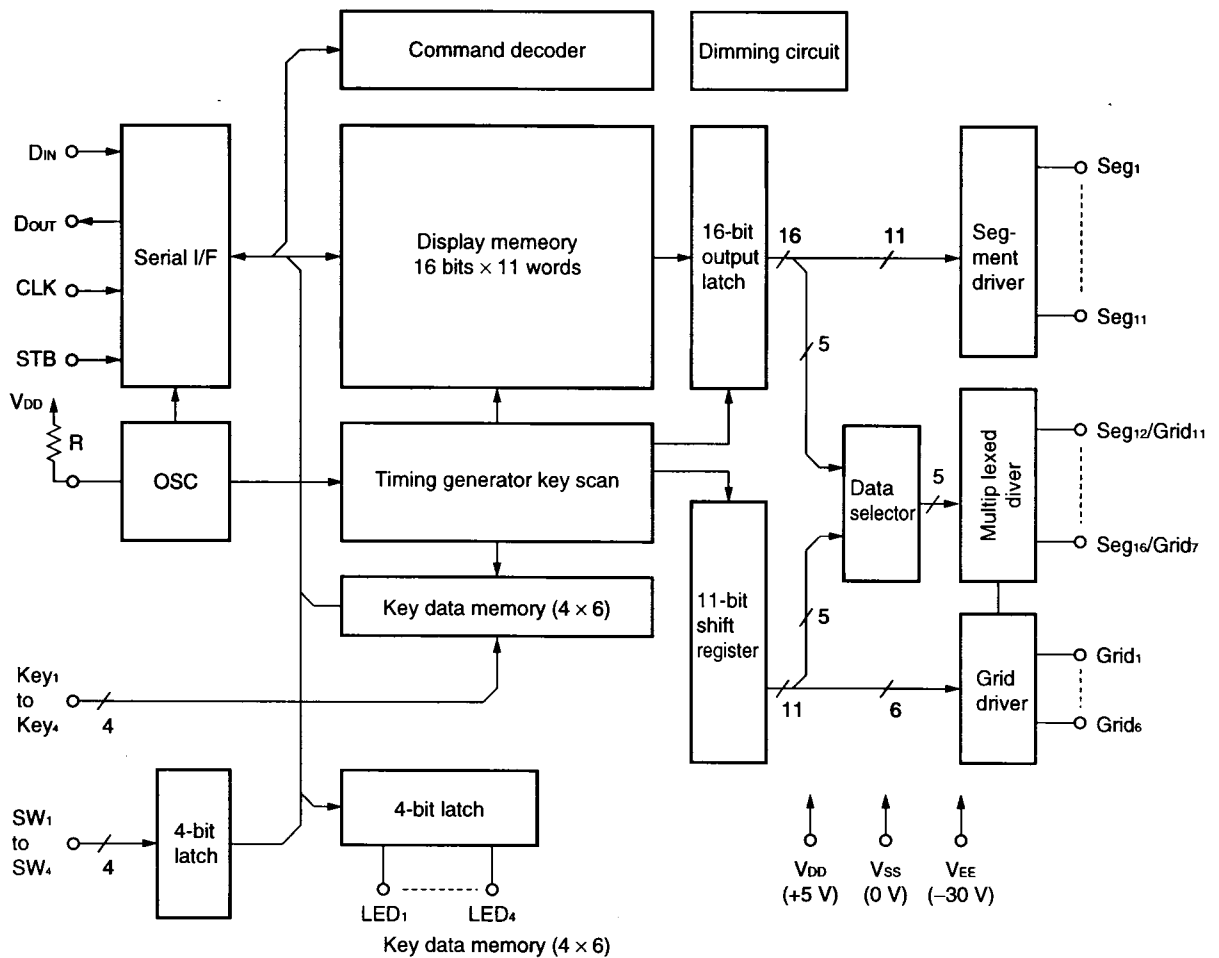 Command decoder
Dimming circuit
DIN
DOUT
CLK
STB
Serial I/F
Display memeory
16 bits × 11 words
16-bit
output
latch
16
11
Seg-
ment
driver
Seg1
Seg11
5
VDD
R
OSC
Timing generator key scan
Data
selector
5
Multip lexed
diver
Seg12/Grid11
Seg16/Grid7
Key data memory (4 × 6)
11-bit
shift
register
5
11
6
Grid
driver
Grid1
Grid6
Key1
to
Key4
4
SW1
to
SW4
4
4-bit
latch
4-bit latch
LED1
LED4
Key data memory (4 × 6)
VDD
(+5 V)
VSS
(0 V)
VEE
(−30 V)